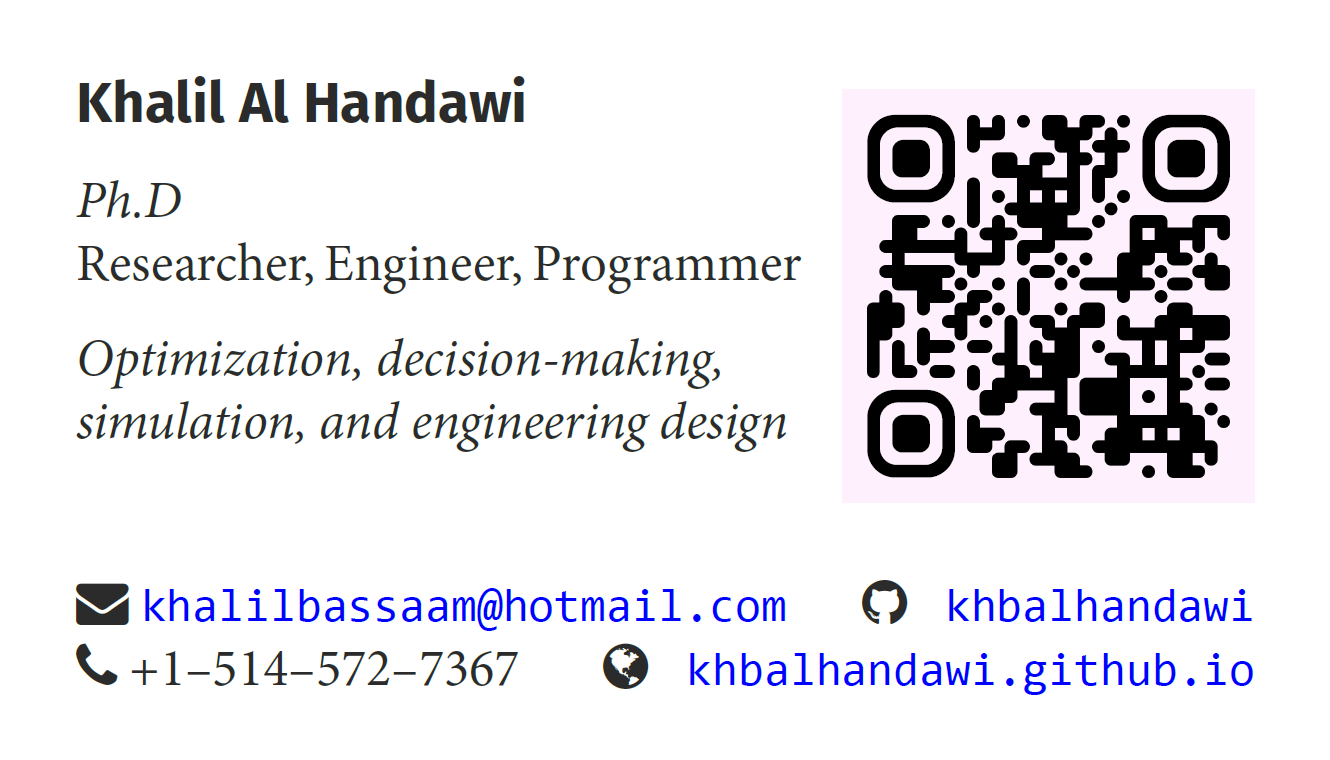 Khalil Al Handawi
Ph.D
Researcher, Engineer, Programmer
Optimization, decision-making,
simulation, and engineering design
khalilbassaam@hotmail.com
khbalhandawi
+1–514–572–7367
khbalhandawi.github.io